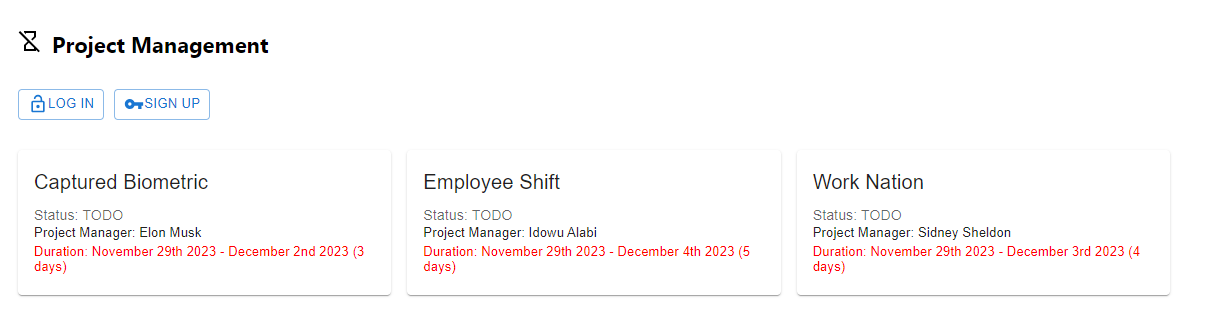 Project Management
LOG IN
SIGN UP
Captured Biometric
Status: TODO
Project Manager: Elon Musk
Duration: November 29th 2023 - December 2nd 2023 (3
days)
Employee Shift
Status: TODO
Project Manager: Idowu Alabi
Duration: November 29th 2023 - December 4th 2023 (5
days)
Work Nation
Status: TODO
Project Manager: Sidney Sheldon
Duration: November 29th 2023 - December 3rd 2023 (4
days)